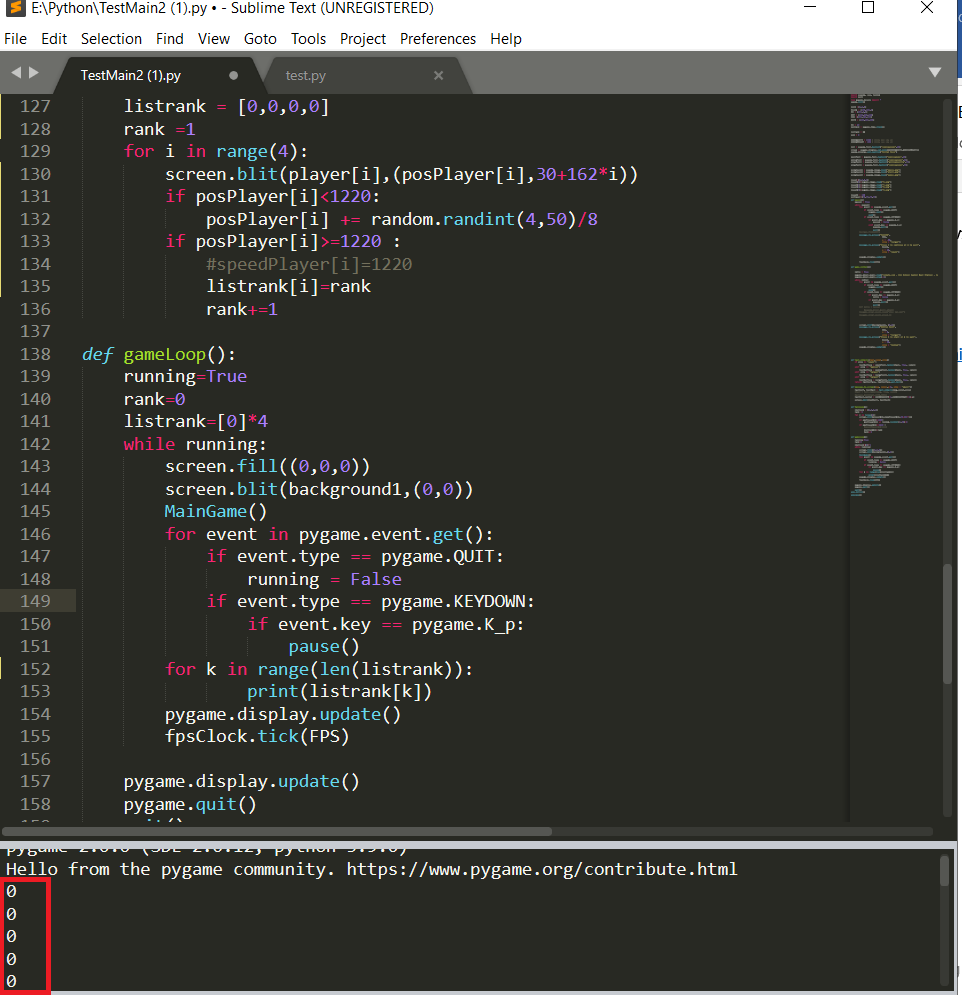 E:\Python\TestMain2 (1).py • - Sublime Text (UNREGISTERED)
File Edit Selection Find View Goto Tools Project Preferences Help
TestMain2 (1).py
test.py
127 listrank = [0,0,0,0]
128 rank =1
129 for i in range(4):
130 screen.blit(player[i],(posPlayer[i],30+162*i))
131 if posPlayer[i]<1220:
132 posPlayer[i] += random.randint(4,50)/8
133 if posPlayer[i]>=1220 :
134 #speedPlayer[i]=1220
135 listrank[i]=rank
136 rank+=1
137
138 def gameLoop():
139 running=True
140 rank=0
141 listrank=[0]*4
142 while running:
143 screen.fill((0,0,0))
144 screen.blit(background1,(0,0))
145 MainGame()
146 for event in pygame.event.get():
147 if event.type == pygame.QUIT:
148 running = False
149 if event.type == pygame.KEYDOWN:
150 if event.key == pygame.K_p:
151 pause()
152 for k in range(len(listrank)):
153 print(listrank[k])
154 pygame.display.update()
155 fpsClock.tick(FPS)
156
157 pygame.display.update()
158 pygame.quit()
Hello from the pygame community. https://www.pygame.org/contribute.html
0
0
0
0
0